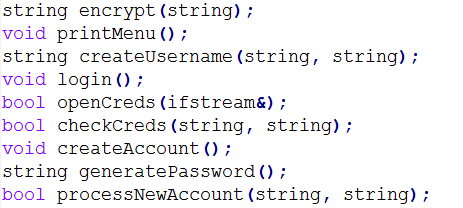 string encrypt(string);
void printMenu();
string createUsername(string, string);
void login();
bool openCreds(ifstream&);
bool checkCreds(string, string);
void createAccount();
string generatePassword();
bool processNewAccount(string, string);